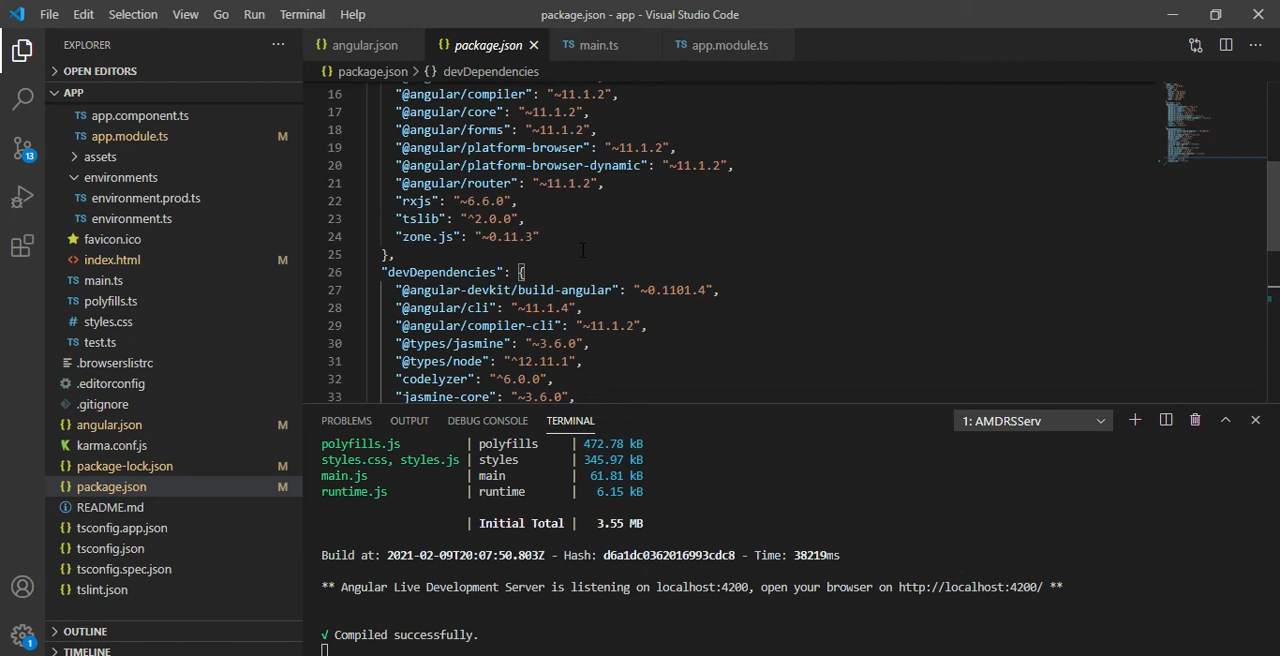 File Edit Selection View Go Run Terminal Help package.json - app - Visual Studio Code
EXPLORER
OPEN EDITORS
APP
TS app.component.ts
TS app.module.ts M
assets
environments
TS environment.prod.ts
TS environment.ts
favicon.ico
<> index.html M
TS main.ts
TS polyfills.ts
# styles.css
TS test.ts
.browserslistrc
.editorconfig
.gitignore
{} angular.json M
karma.conf.js
{} package-lock.json M
{} package.json M
README.md
{} tsconfig.app.json
{} tsconfig.json
{} tsconfig.spec.json
{} tslint.json
OUTLINE
TIMELINE
13
1
{} angular.json {} package.json TS main.ts TS app.module.ts
{} package.json > {} devDependencies
16 "@angular/compiler": "~11.1.2",
17 "@angular/core": "~11.1.2",
18 "@angular/forms": "~11.1.2",
19 "@angular/platform-browser": "~11.1.2",
20 "@angular/platform-browser-dynamic": "~11.1.2",
21 "@angular/router": "~11.1.2",
22 "rxjs": "~6.6.0",
23 "tslib": "^2.0.0",
24 "zone.js": "~0.11.3"
25 },
26 "devDependencies": {
27 "@angular-devkit/build-angular": "~0.1101.4",
28 "@angular/cli": "~11.1.4",
29 "@angular/compiler-cli": "~11.1.2",
30 "@types/jasmine": "~3.6.0",
31 "@types/node": "^12.11.1",
32 "codelyzer": "^6.0.0",
33 "jasmine-core": "~3.6.0",
PROBLEMS OUTPUT DEBUG CONSOLE TERMINAL 1: AMDRSServ
polyfills.js | polyfills | 472.78 kB
styles.css, styles.js | styles | 345.97 kB
main.js | main | 61.81 kB
runtime.js | runtime | 6.15 kB
| Initial Total | 3.55 MB
Build at: 2021-02-09T20:07:50.803Z - Hash: d6a1dc0362016993cdc8 - Time: 38219ms
** Angular Live Development Server is listening on localhost:4200, open your browser on http://localhost:4200/ **
√ Compiled successfully.